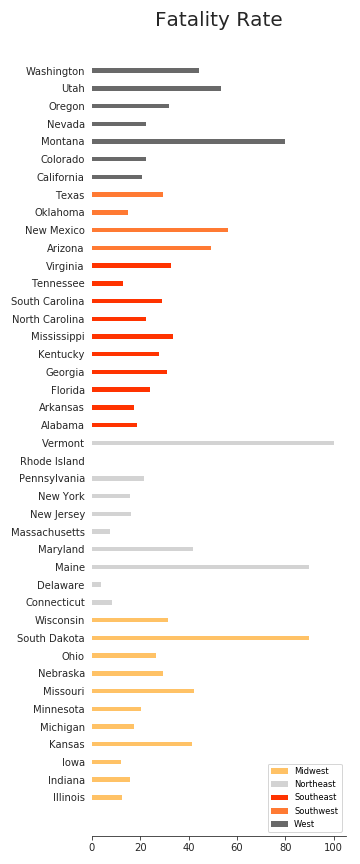 Fatality Rate
Washington
Utah
Oregon
Nevada
Montana
Colorado
California
Texas
Oklahoma
New Mexico
Arizona
Virginia
Tennessee
South Carolina
North Carolina
Mississippi
Kentucky
Georgia
Florida
Arkansas
Alabama
Vermont
Rhode Island
Pennsylvania
New York
New Jersey
Massachusetts
Maryland
Maine
Delaware
Connecticut
Wisconsin
South Dakota
Ohio
Nebraska
Missouri
Minnesota
Michigan
Kansas
Iowa
Indiana
Illinois
Midwest
Northeast
Southeast
Southwest
West
0 20 40 60 80 100